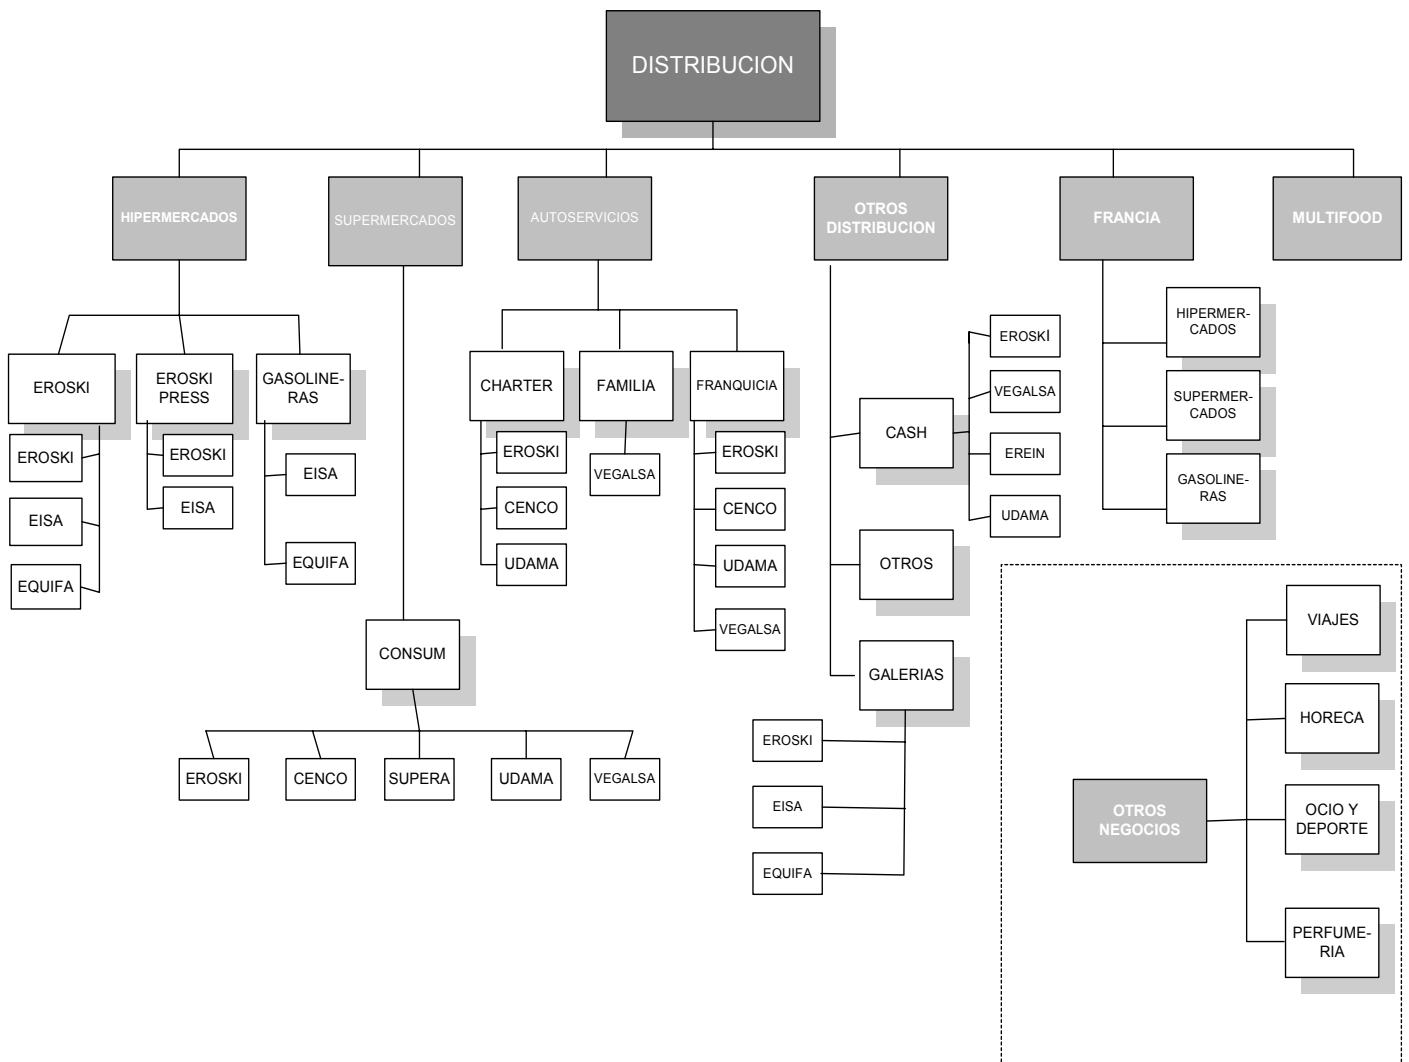 DISTRIBUCION
HIPERMERCADOS
SUPERMERCADOS
AUTOSERVICIOS
OTROS
DISTRIBUCION
FRANCIA
MULTIFOOD
EROSKI
EROSKI
PRESS
GASOLINE-
RAS
EROSKI
EISA
EQUIFA
EROSKI
EISA
EISA
EQUIFA
CONSUM
EROSKI
CENCO
SUPERA
UDAMA
VEGALSA
CHARTER
FAMILIA
FRANQUICIA
EROSKI
CENCO
UDAMA
VEGALSA
EROSKI
CENCO
UDAMA
VEGALSA
CASH
EROSKI
VEGALSA
EREIN
UDAMA
OTROS
GALERIAS
EROSKI
EISA
EQUIFA
HIPERMER-
CADOS
SUPERMER-
CADOS
GASOLINE-
RAS
OTROS
NEGOCIOS
VIAJES
HORECA
OCIO Y
DEPORTE
PERFUME-
RIA